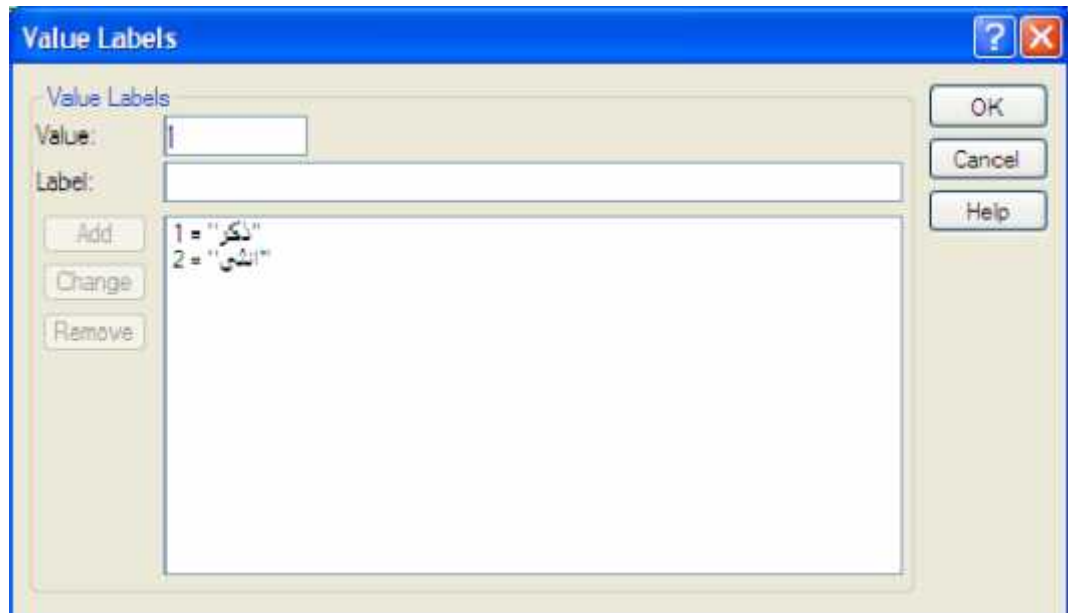 Value Labels
Value Labels
Value: 1
Label:
Add
Change
Remove
1 = "ذكر"
2 = "انثى"
OK
Cancel
Help